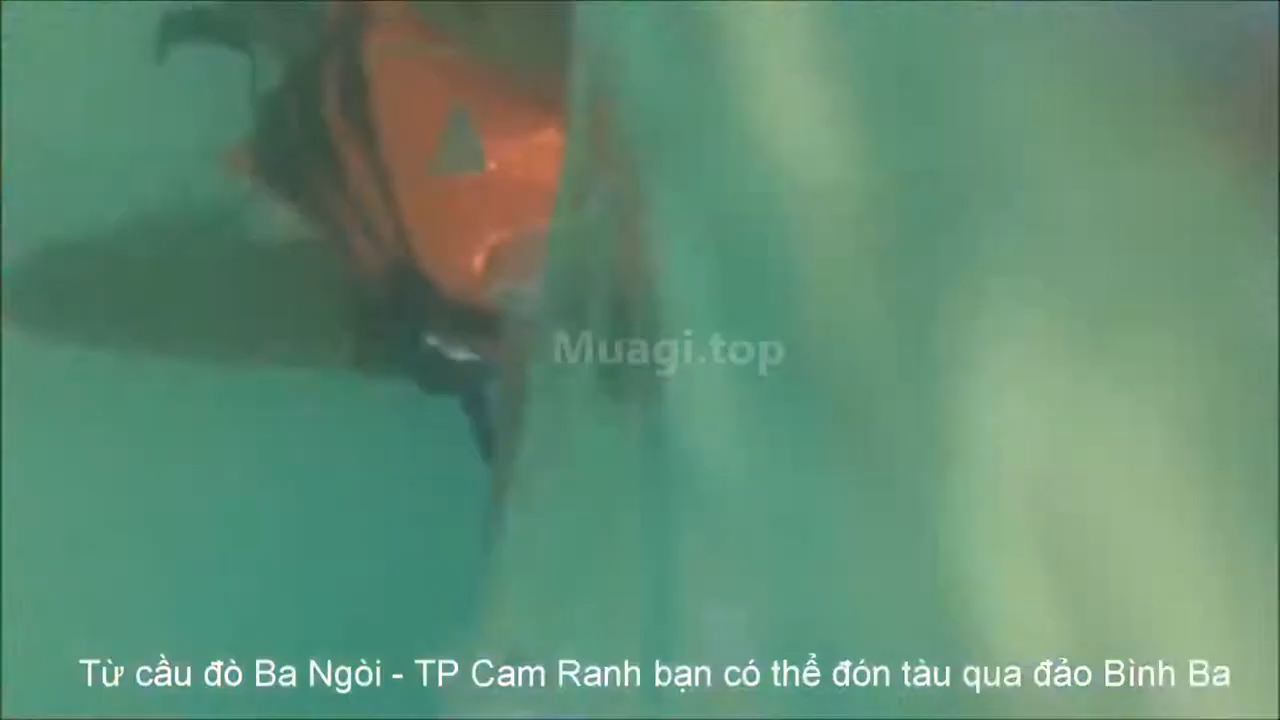 Muagi.top
Từ cầu đò Ba Ngòi - TP Cam Ranh bạn có thể đón tàu qua đảo Bình Ba